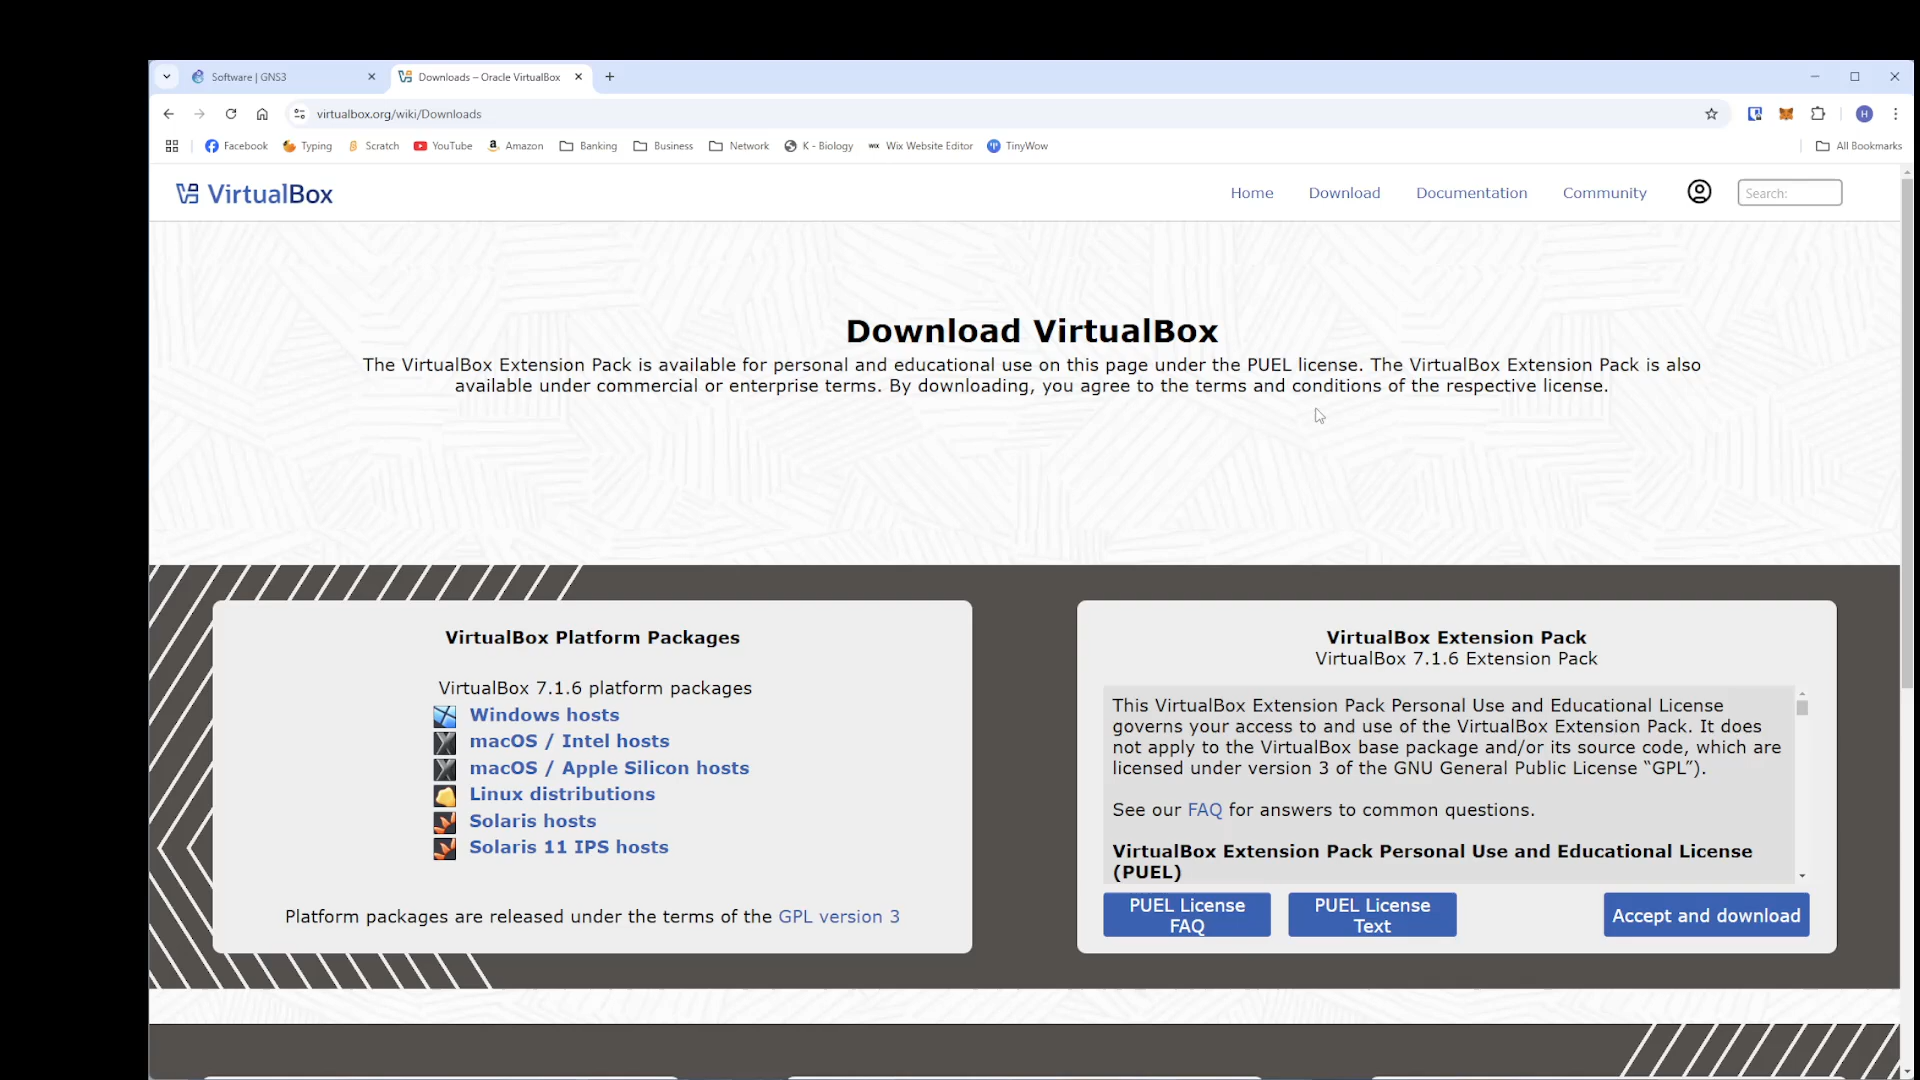 Software | GNS3
Downloads – Oracle VirtualBox
virtualbox.org/wiki/Downloads
H
Facebook
Typing
Scratch
YouTube
Amazon
Banking
Business
Network
K - Biology
WIX Wix Website Editor
TinyWow
All Bookmarks
VirtualBox
Home
Download
Documentation
Community
Search:
Download VirtualBox
The VirtualBox Extension Pack is available for personal and educational use on this page under the PUEL license. The VirtualBox Extension Pack is also
available under commercial or enterprise terms. By downloading, you agree to the terms and conditions of the respective license.
VirtualBox Platform Packages
VirtualBox 7.1.6 platform packages
Windows hosts
macOS / Intel hosts
macOS / Apple Silicon hosts
Linux distributions
Solaris hosts
Solaris 11 IPS hosts
Platform packages are released under the terms of the GPL version 3
VirtualBox Extension Pack
VirtualBox 7.1.6 Extension Pack
This VirtualBox Extension Pack Personal Use and Educational License
governs your access to and use of the VirtualBox Extension Pack. It does
not apply to the VirtualBox base package and/or its source code, which are
licensed under version 3 of the GNU General Public License “GPL”).
See our FAQ for answers to common questions.
VirtualBox Extension Pack Personal Use and Educational License
(PUEL)
PUEL License
FAQ
PUEL License
Text
Accept and download